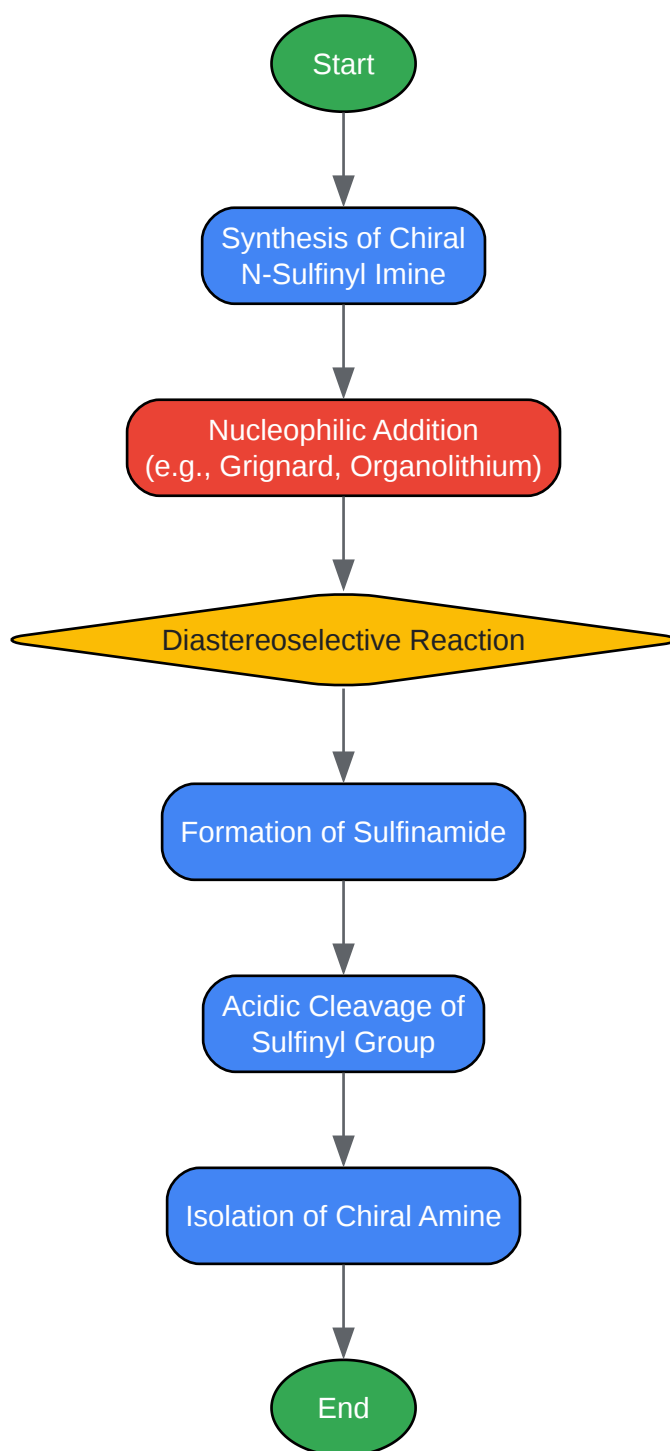 Start
Synthesis of Chiral
N-Sulfinyl Imine
Nucleophilic Addition
(e.g., Grignard, Organolithium)
Diastereoselective Reaction
Formation of Sulfinamide
Acidic Cleavage of
Sulfinyl Group
Isolation of Chiral Amine
End